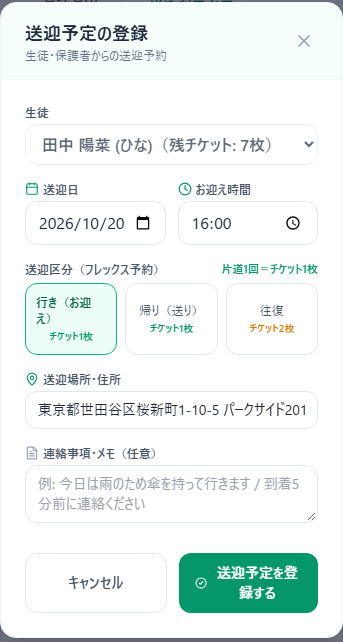 送迎予定の登録
生徒・保護者からの送迎予約
生徒
田中 陽菜 (ひな)（残チケット: 7枚）
送迎日
お迎え時間
2026/10/20
16:00
送迎区分（フレックス予約）
片道1回＝チケット1枚
行き（お迎
え）
チケット1枚
帰り（送り）
チケット1枚
往復
チケット2枚
送迎場所・住所
東京都世田谷区桜新町1-10-5 パークサイド201
連絡事項・メモ（任意）
例: 今日は雨のため傘を持って行きます / 到着5
分前に連絡ください
キャンセル
送迎予定を登
録する